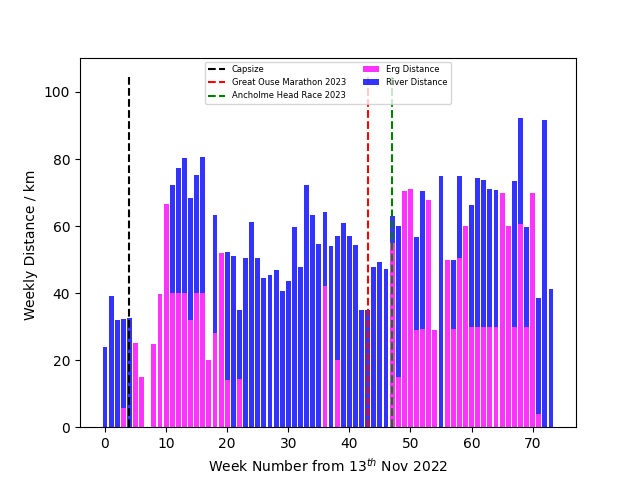 Capsize
Great Ouse Marathon 2023
Ancholme Head Race 2023
Erg Distance
River Distance
100
80
60
40
20
0
Weekly Distance / km
0 10 20 30 40 50 60 70
Week Number from 13th Nov 2022